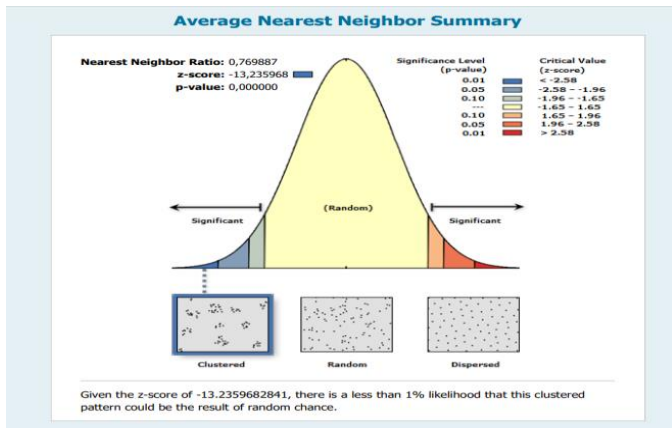 Average Nearest Neighbor Summary
Nearest Neighbor Ratio: 0,769887
z-score: -13,235968
p-value: 0,000000
Significance Level (p-value) Critical Value (z-score)
0.01 < -2.58
0.05 -2.58 - -1.96
0.10 -1.96 - -1.65
--- -1.65 - 1.65
0.10 1.65 - 1.96
0.05 1.96 - 2.58
0.01 > 2.58
Significant (Random) Significant
Clustered Random Dispersed
Given the z-score of -13.2359682841, there is a less than 1% likelihood that this clustered
pattern could be the result of random chance.